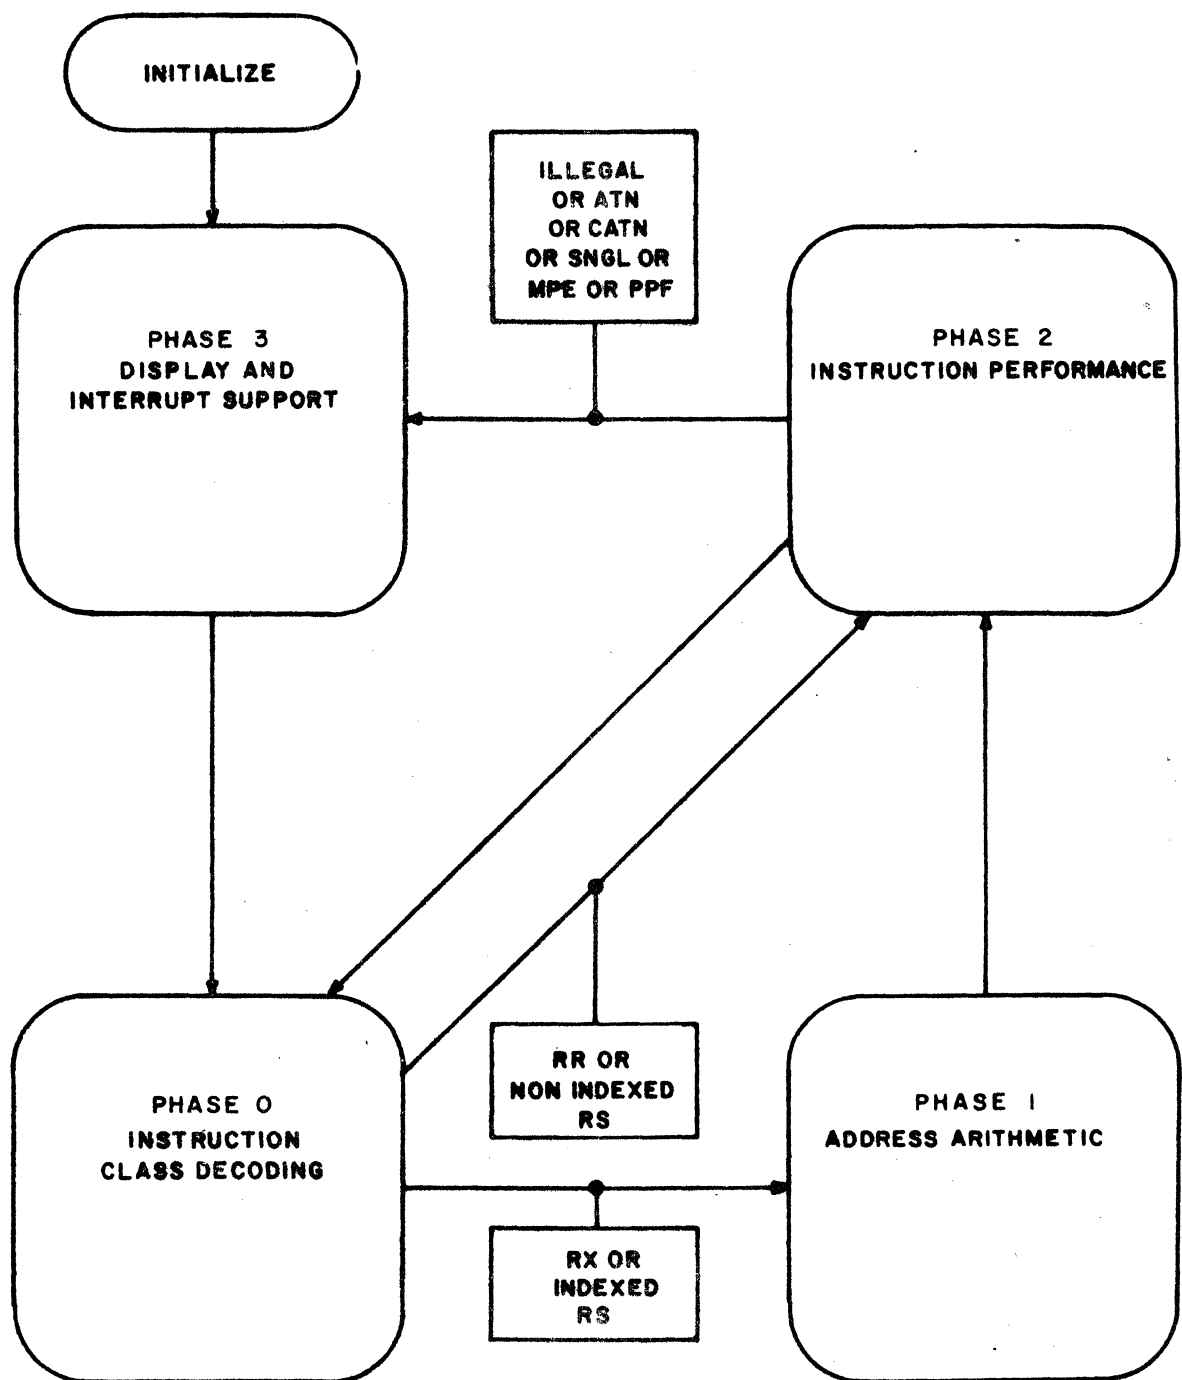 INITIALIZE
ILLEGAL
OR ATN
OR CATN
OR SNGL OR
MPE OR PPF
PHASE 3
DISPLAY AND
INTERRUPT SUPPORT
PHASE 2
INSTRUCTION PERFORMANCE
RR OR
NON INDEXED
RS
PHASE 0
INSTRUCTION
CLASS DECODING
PHASE 1
ADDRESS ARITHMETIC
RX OR
INDEXED
RS